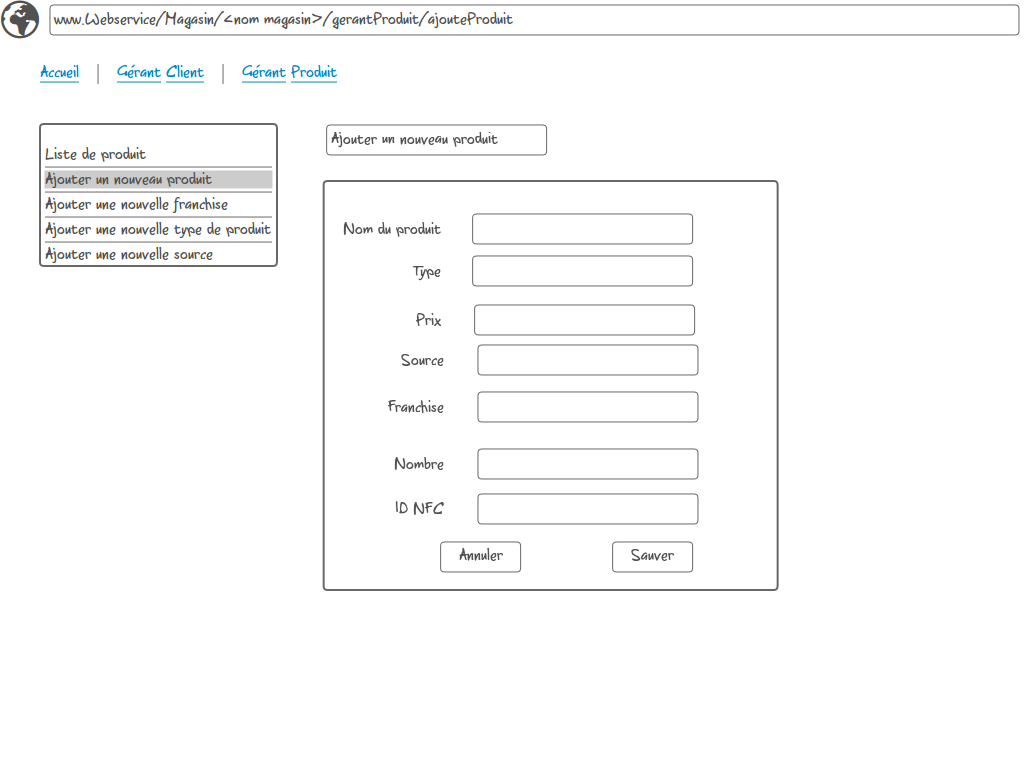 www.Webservice/Magasin/<nom magasin>/gerantProduit/ajouteProduit
Accueil | Gérant Client | Gérant Produit
Liste de produit
Ajouter un nouveau produit
Ajouter une nouvelle franchise
Ajouter une nouvelle type de produit
Ajouter une nouvelle source
Ajouter un nouveau produit
Nom du produit
Type
Prix
Source
Franchise
Nombre
ID NFC
Annuler Sauver